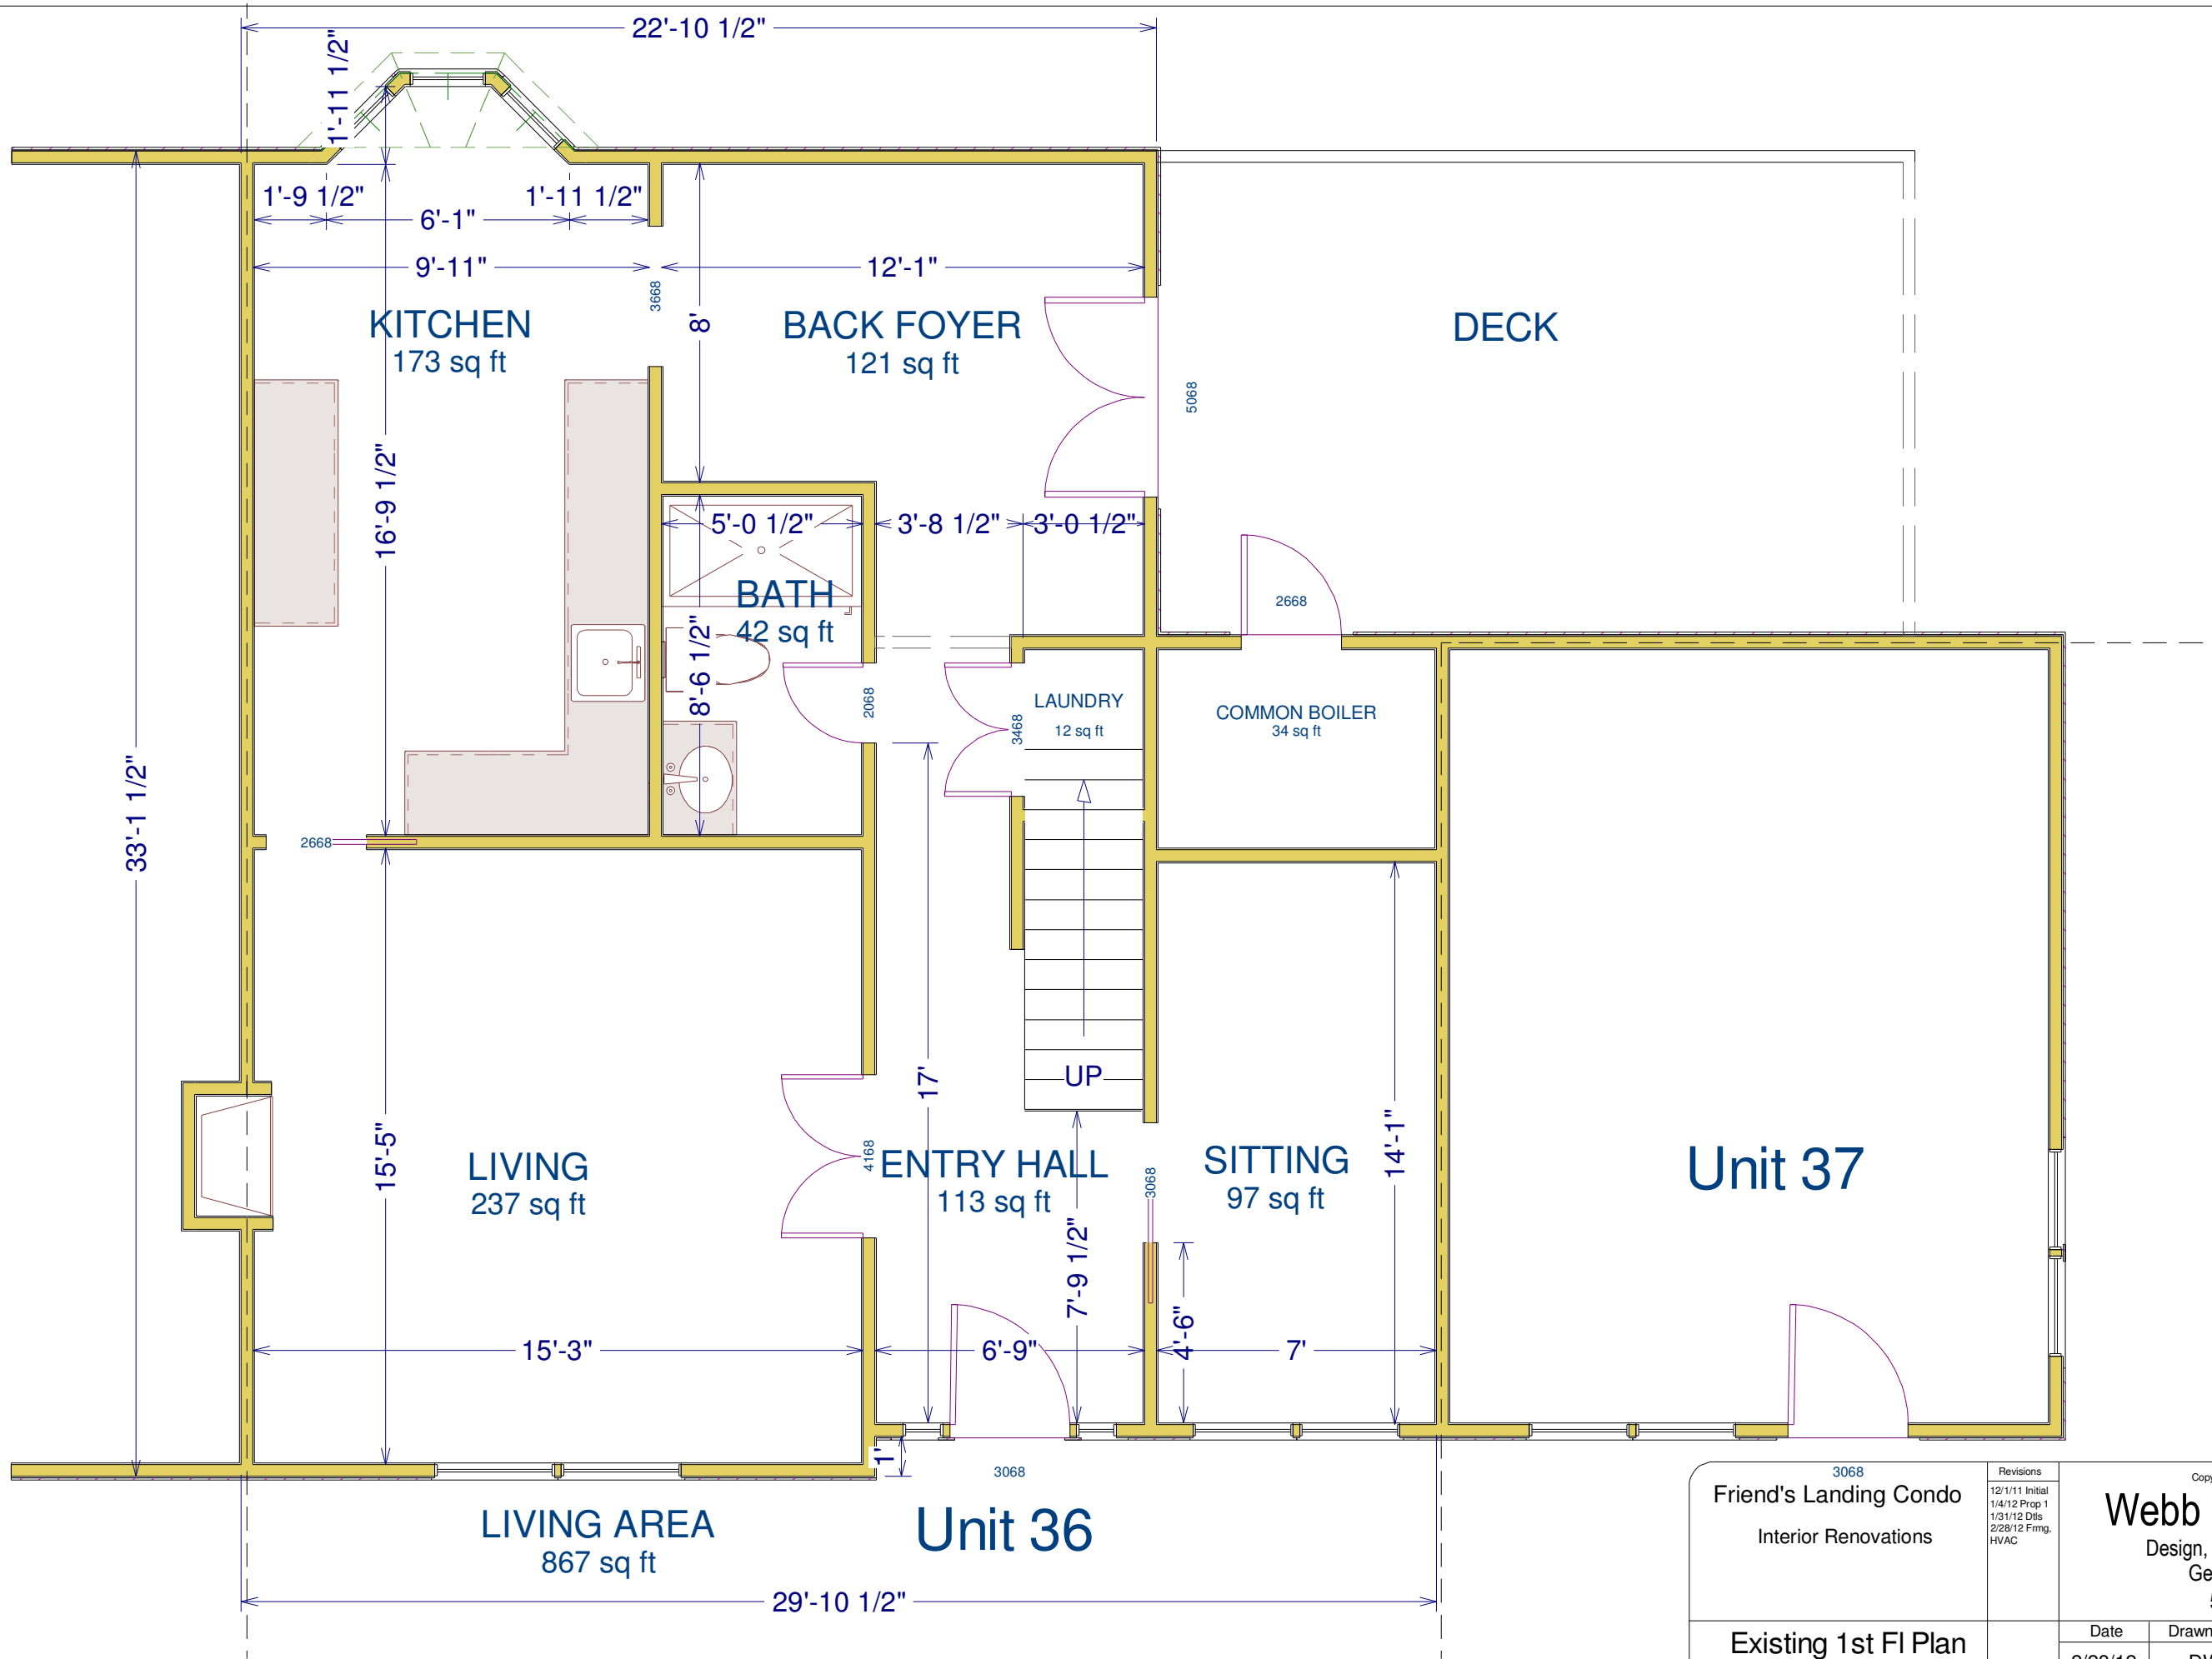 22'-10 1/2"
1'-11 1/2"
1'-9 1/2"
1'-11 1/2"
6'-1"
9'-11"
12'-1"
3668
8'
KITCHEN
173 sq ft
BACK FOYER
121 sq ft
DECK
5068
16'-9 1/2"
5'-0 1/2"
3'-8 1/2"
3'-0 1/2"
BATH
42 sq ft
2668
8'-6 1/2"
2068
3468
LAUNDRY
12 sq ft
COMMON BOILER
34 sq ft
33'-1 1/2"
2668
17'
UP
15'-5"
14'-1"
LIVING
237 sq ft
4168
ENTRY HALL
113 sq ft
3068
SITTING
97 sq ft
Unit 37
7'-9 1/2"
4'-6"
15'-3"
6'-9"
7'
1'
3068
3068
LIVING AREA
867 sq ft
Unit 36
29'-10 1/2"
Friend's Landing Condo
Interior Renovations
Revisions
12/1/11 Initial
1/4/12 Prop 1
1/31/12 Dtls
2/28/12 Frmg,
HVAC
Copy
Webb
Design,
Ge
Existing 1st Fl Plan
Date
Drawn